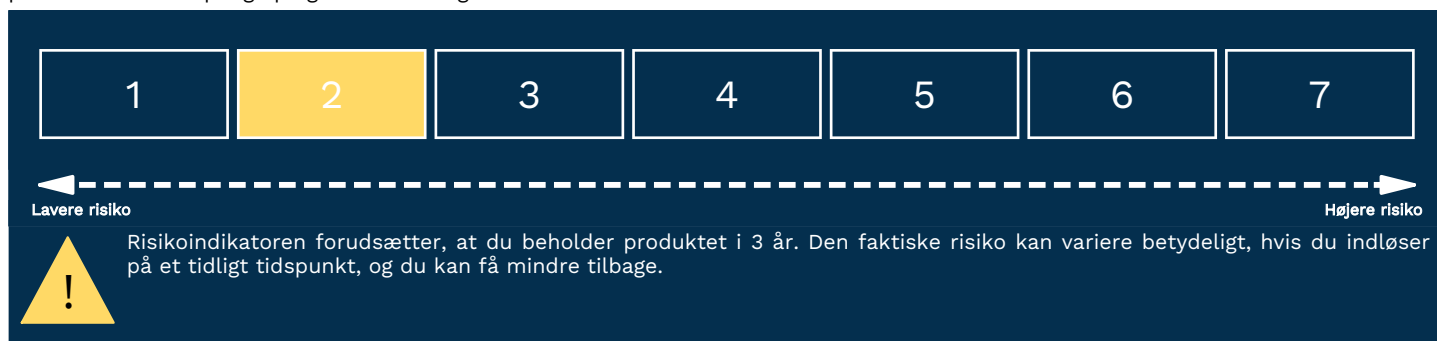 1 2 3 4 5 6 7
Lavere risiko Højere risiko
Risikoindikatoren forudsætter, at du beholder produktet i 3 år. Den faktiske risiko kan variere betydeligt, hvis du indløser
på et tidligt tidspunkt, og du kan få mindre tilbage.
!